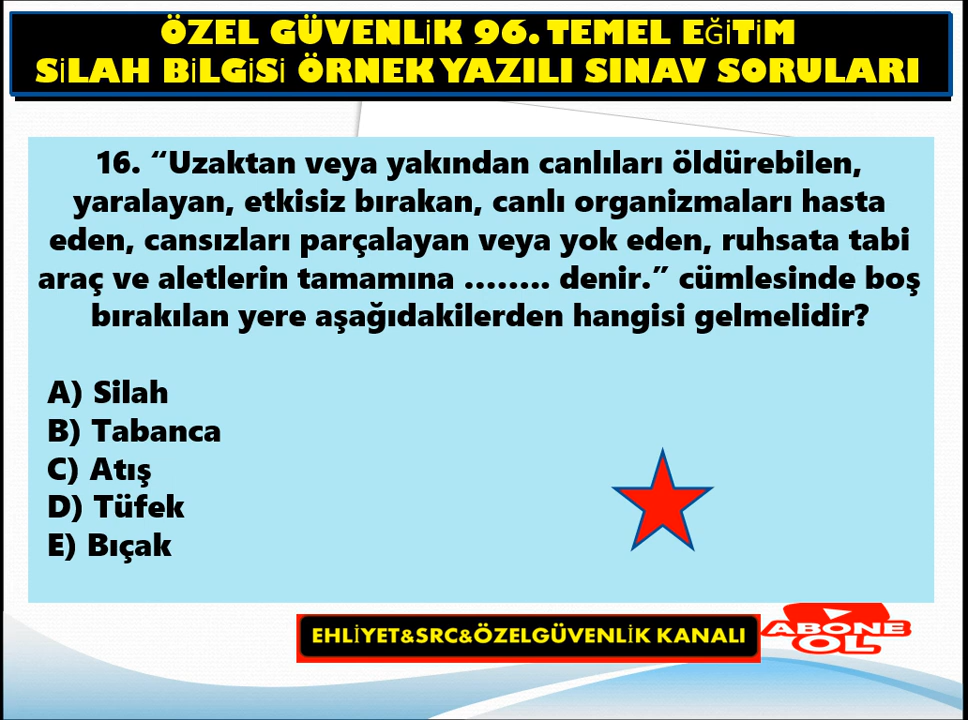 ÖZEL GÜVENLİK 96. TEMEL EĞİTİM
SİLAH BİLGİSİ ÖRNEK YAZILI SINAV SORULARI
16. “Uzaktan veya yakından canlıları öldürebilen,
yaralayan, etkisiz bırakan, canlı organizmaları hasta
eden, cansızları parçalayan veya yok eden, ruhsata tabi
araç ve aletlerin tamamına …….. denir.” cümlesinde boş
bırakılan yere aşağıdakilerden hangisi gelmelidir?
A) Silah
B) Tabanca
C) Atış
D) Tüfek
E) Bıçak
EHLİYET&SRC&ÖZELGÜVENLİK KANALI
ABONE
OL